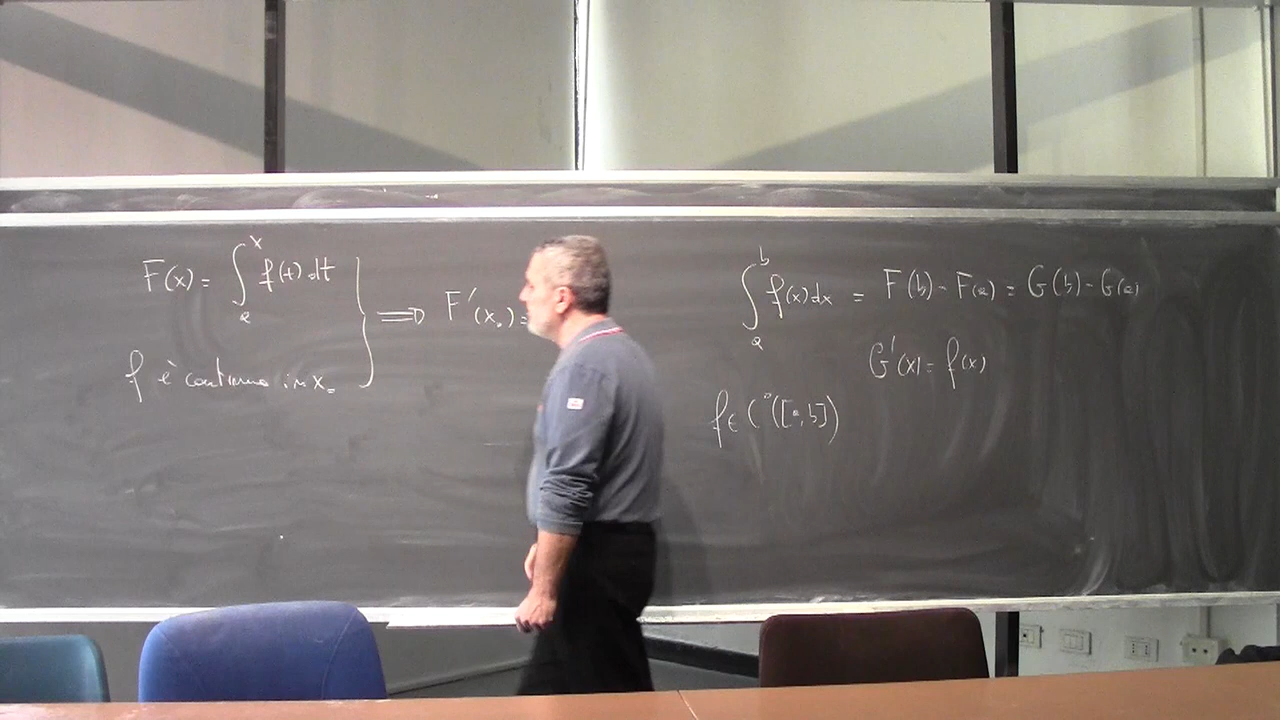 F(x) = ∫ₐˣ f(t) dt
f è continua in x₀
⟹ F'(x₀) =
∫ₐᵇ f(x) dx = F(b) - F(a) = G(b) - G(a)
G'(x) = f(x)
f ∈ C⁰([a, b])